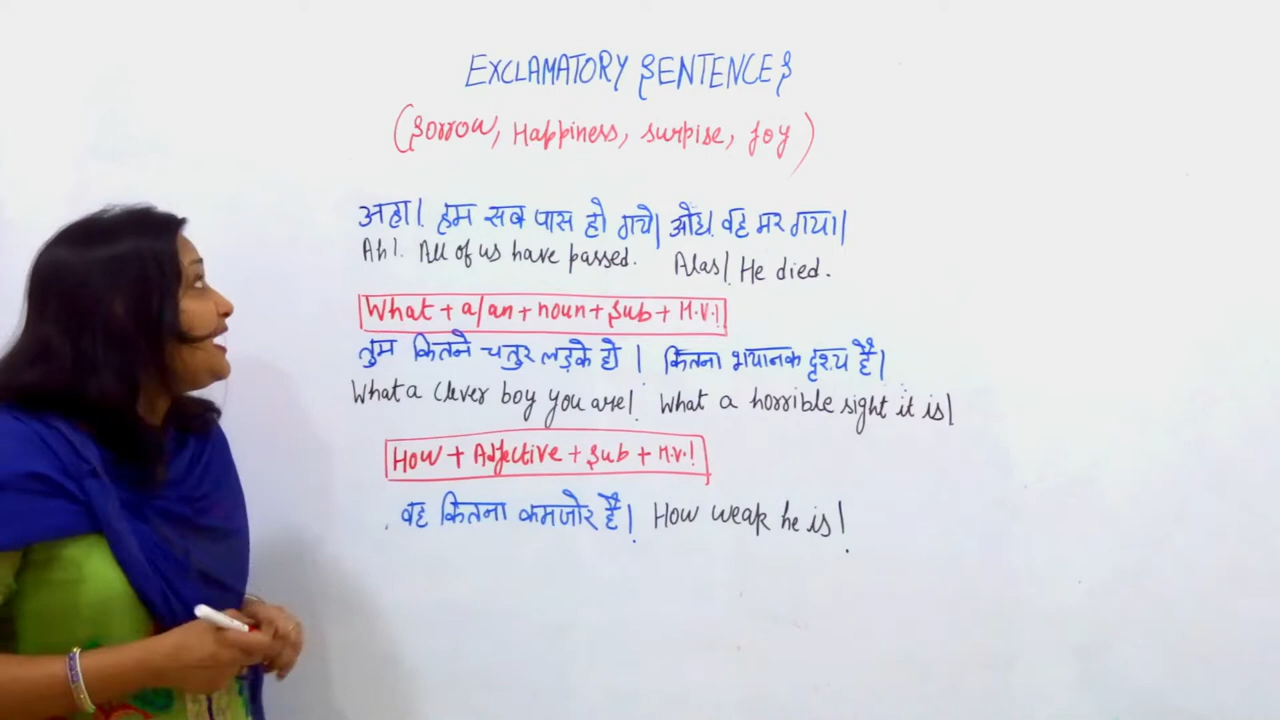 EXCLAMATORY SENTENCES
(Sorrow, Happiness, surpise, Joy)
अहा! हम सब पास हो गये। ओह! वह मर गया।
Ah! All of us have passed. Alas! He died.
What + a/an + noun + Sub + H.V.!
तुम कितने चतुर लड़के हो ! कितना भयानक दृश्य है!
What a clever boy you are! What a horrible sight it is!
How + Adjective + Sub + H.V.!
वह कितना कमजोर है! How weak he is!